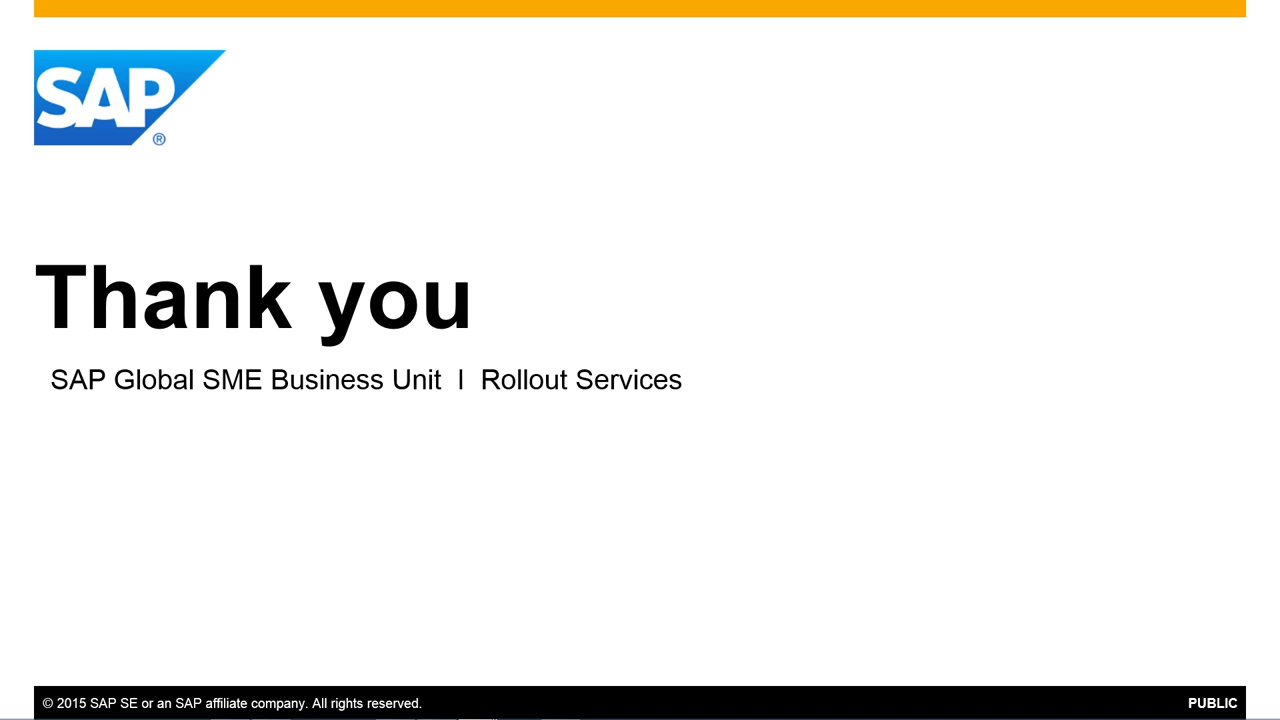 SAP®
Thank you
SAP Global SME Business Unit | Rollout Services
© 2015 SAP SE or an SAP affiliate company. All rights reserved.
PUBLIC